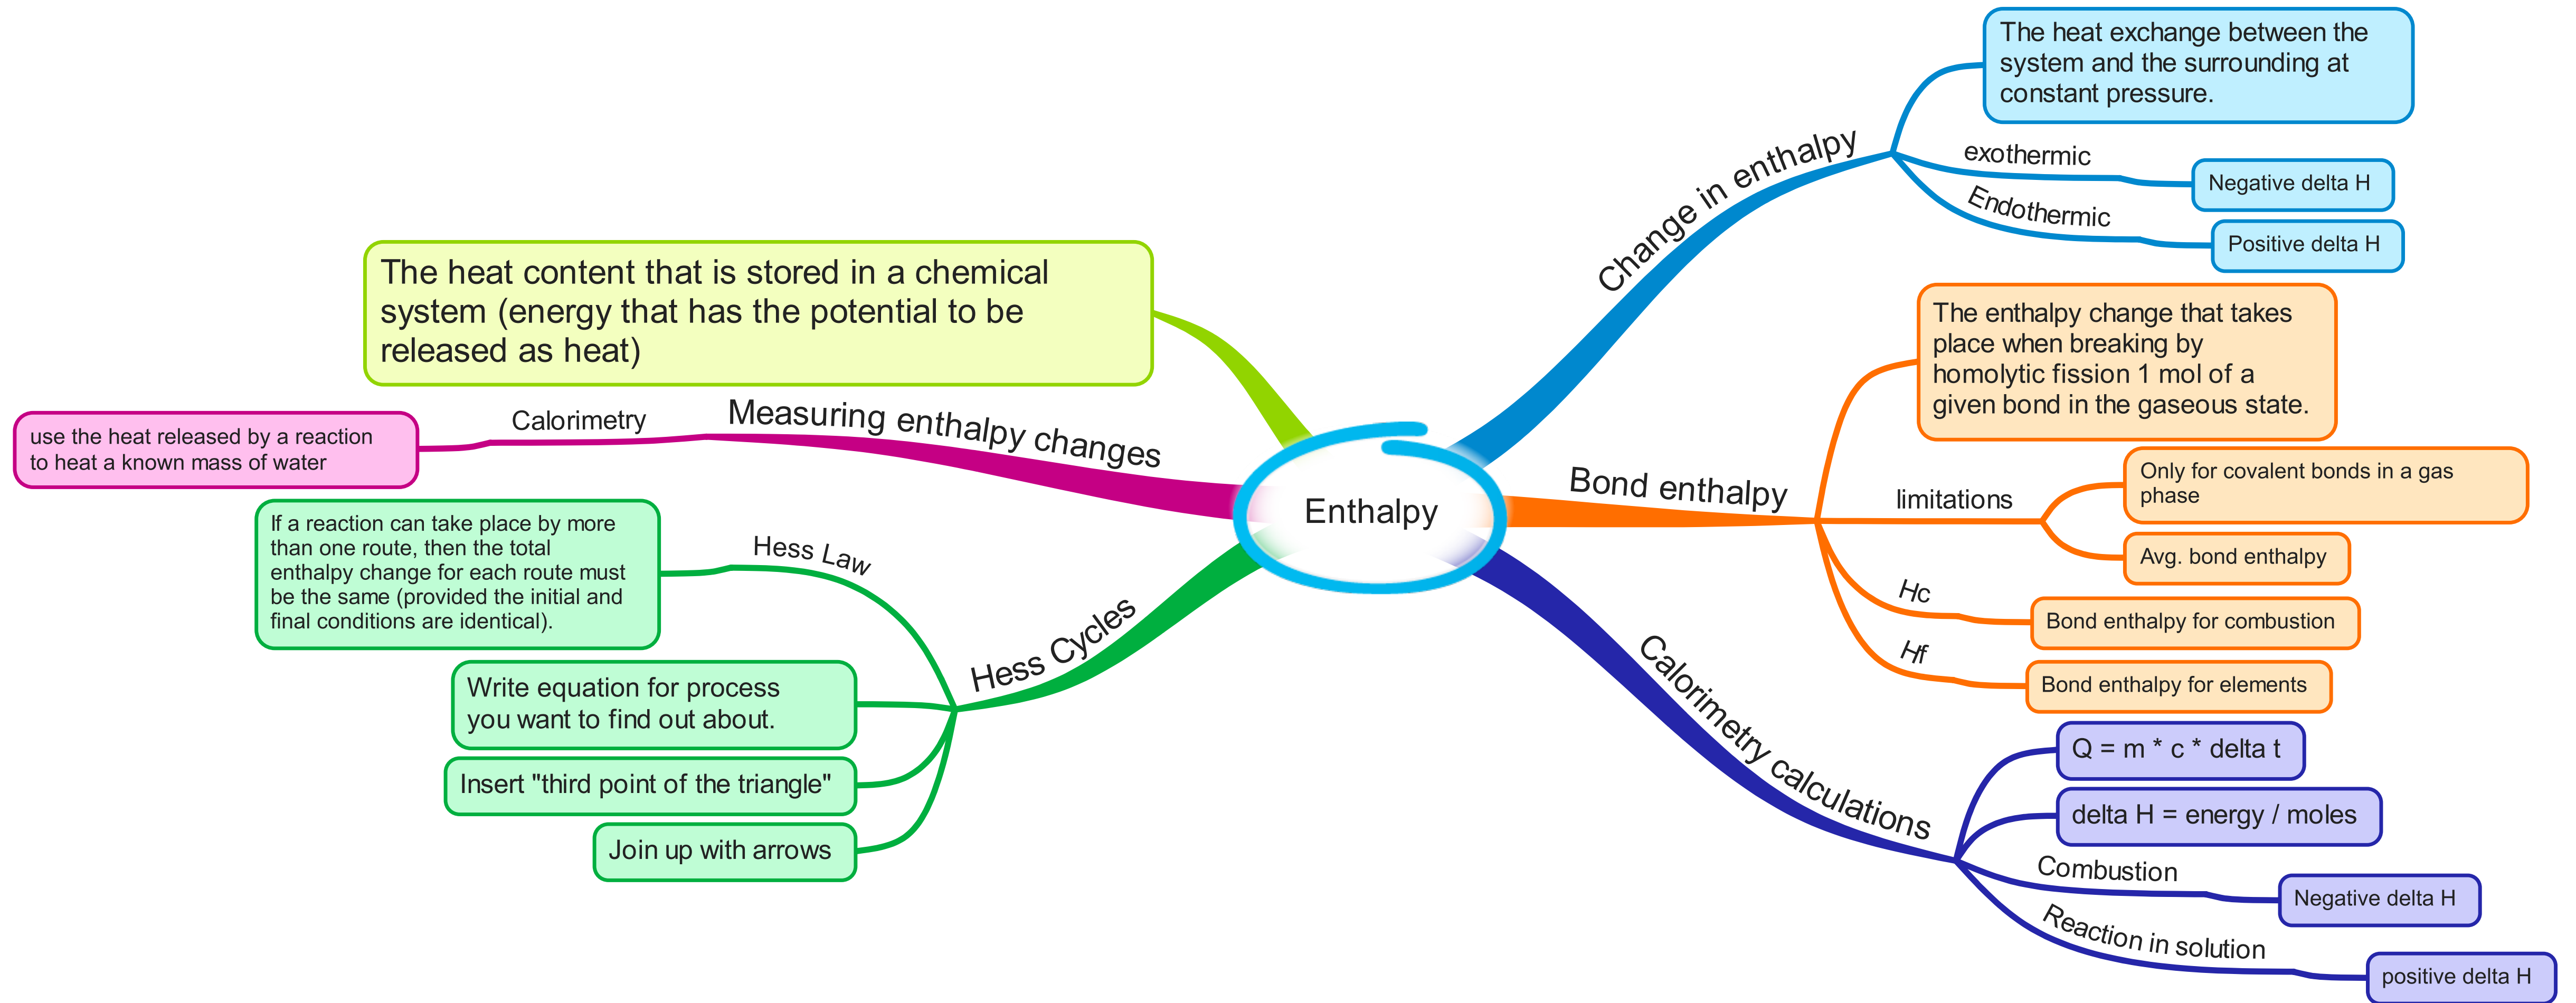 Enthalpy
The heat content that is stored in a chemical
system (energy that has the potential to be
released as heat)
Measuring enthalpy changes
Calorimetry
use the heat released by a reaction
to heat a known mass of water
Hess Cycles
Hess Law
If a reaction can take place by more
than one route, then the total
enthalpy change for each route must
be the same (provided the initial and
final conditions are identical).
Write equation for process
you want to find out about.
Insert "third point of the triangle"
Join up with arrows
Change in enthalpy
The heat exchange between the
system and the surrounding at
constant pressure.
exothermic
Negative delta H
Endothermic
Positive delta H
Bond enthalpy
The enthalpy change that takes
place when breaking by
homolytic fission 1 mol of a
given bond in the gaseous state.
limitations
Only for covalent bonds in a gas
phase
Avg. bond enthalpy
Hc
Bond enthalpy for combustion
Hf
Bond enthalpy for elements
Calorimetry calculations
Q = m * c * delta t
delta H = energy / moles
Combustion
Negative delta H
Reaction in solution
positive delta H